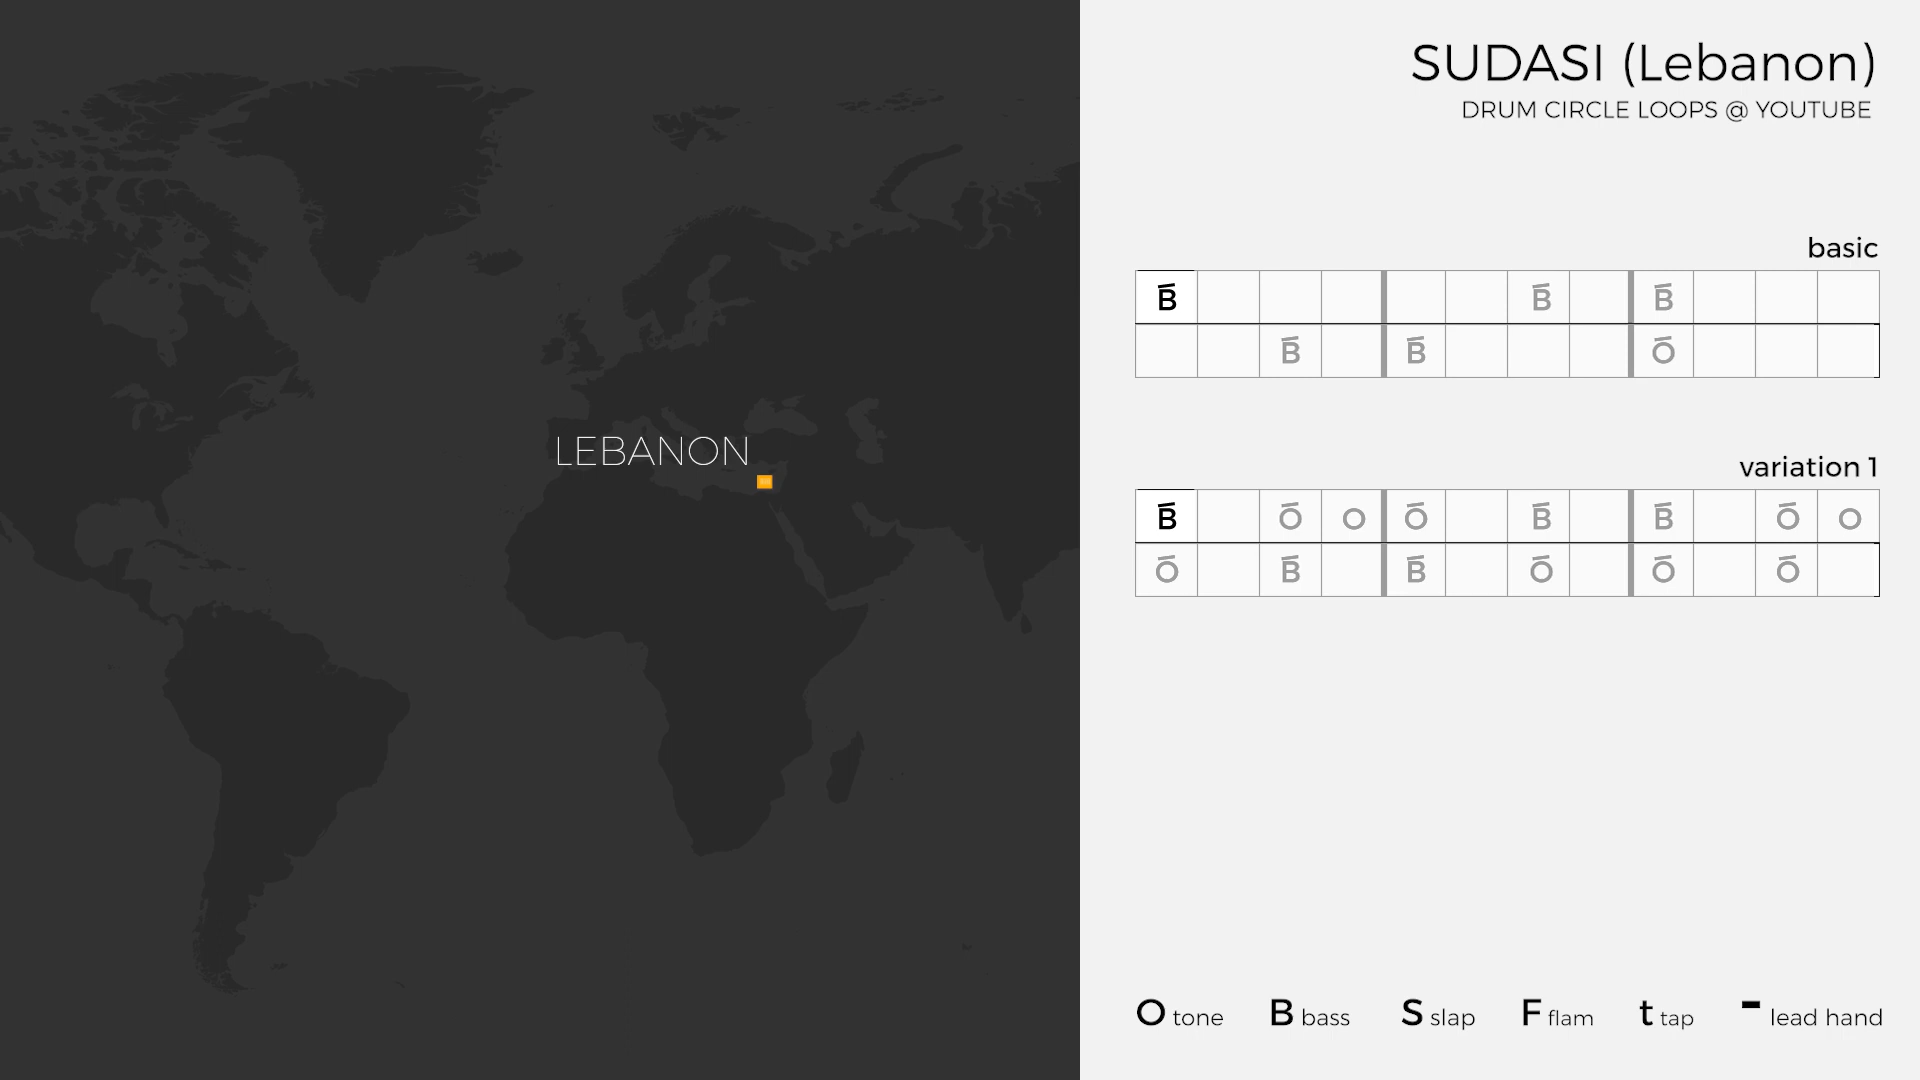 SUDASI (Lebanon)
DRUM CIRCLE LOOPS @ YOUTUBE
LEBANON
basic
B̅ B̅ B̅
B̅ B̅ O̅
variation 1
B̅ O̅ O O̅ B̅ B̅ O̅ O
O̅ B̅ B̅ O̅ O̅ O̅
O tone B bass S slap F flam t tap - lead hand